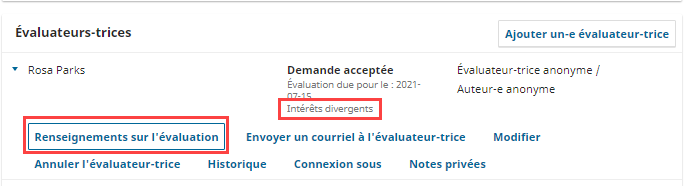 Évaluateurs-trices
Ajouter un-e évaluateur-trice
Rosa Parks
Demande acceptée
Évaluation due pour le : 2021-
07-15
Intérêts divergents
Évaluateur-trice anonyme /
Auteur-e anonyme
Renseignements sur l'évaluation Envoyer un courriel à l'évaluateur-trice Modifier
Annuler l'évaluateur-trice Historique Connexion sous Notes privées